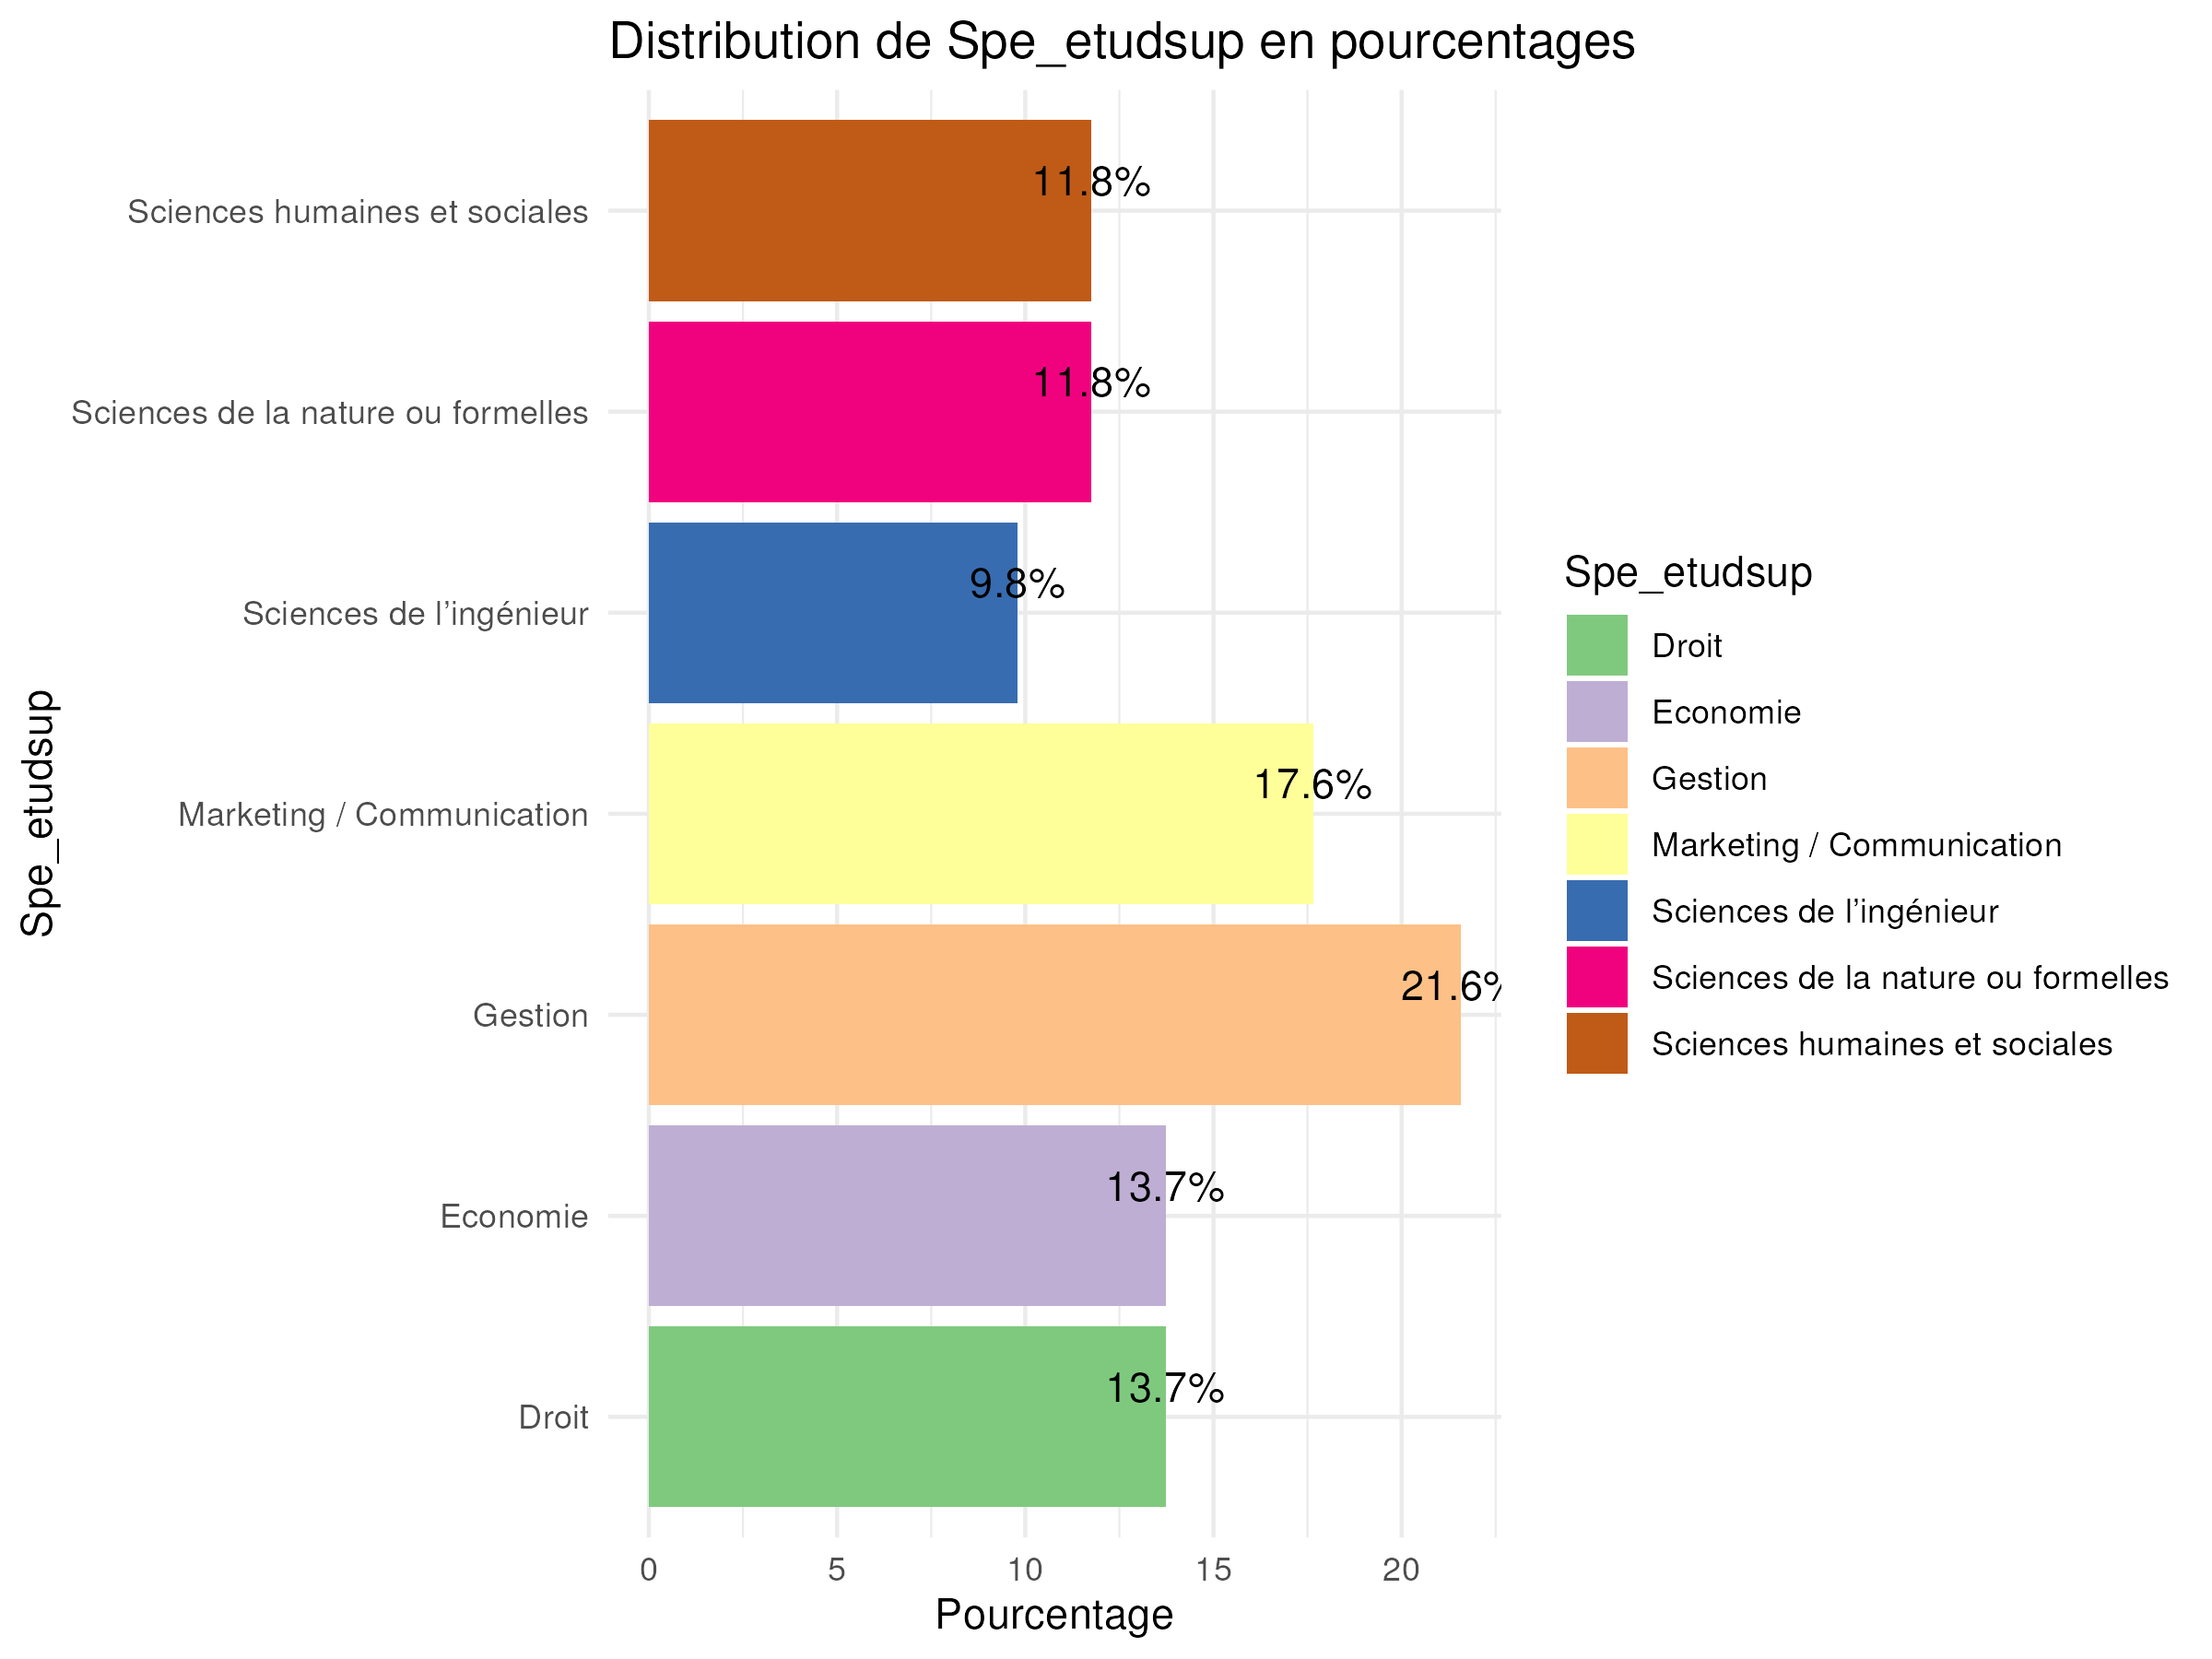 Distribution de Spe_etudsup en pourcentages
Spe_etudsup
Sciences humaines et sociales
11.8%
Sciences de la nature ou formelles
11.8%
Sciences de l’ingénieur
9.8%
Marketing / Communication
17.6%
Gestion
21.6%
Economie
13.7%
Droit
13.7%
0 5 10 15 20
Pourcentage
Spe_etudsup
Droit
Economie
Gestion
Marketing / Communication
Sciences de l’ingénieur
Sciences de la nature ou formelles
Sciences humaines et sociales